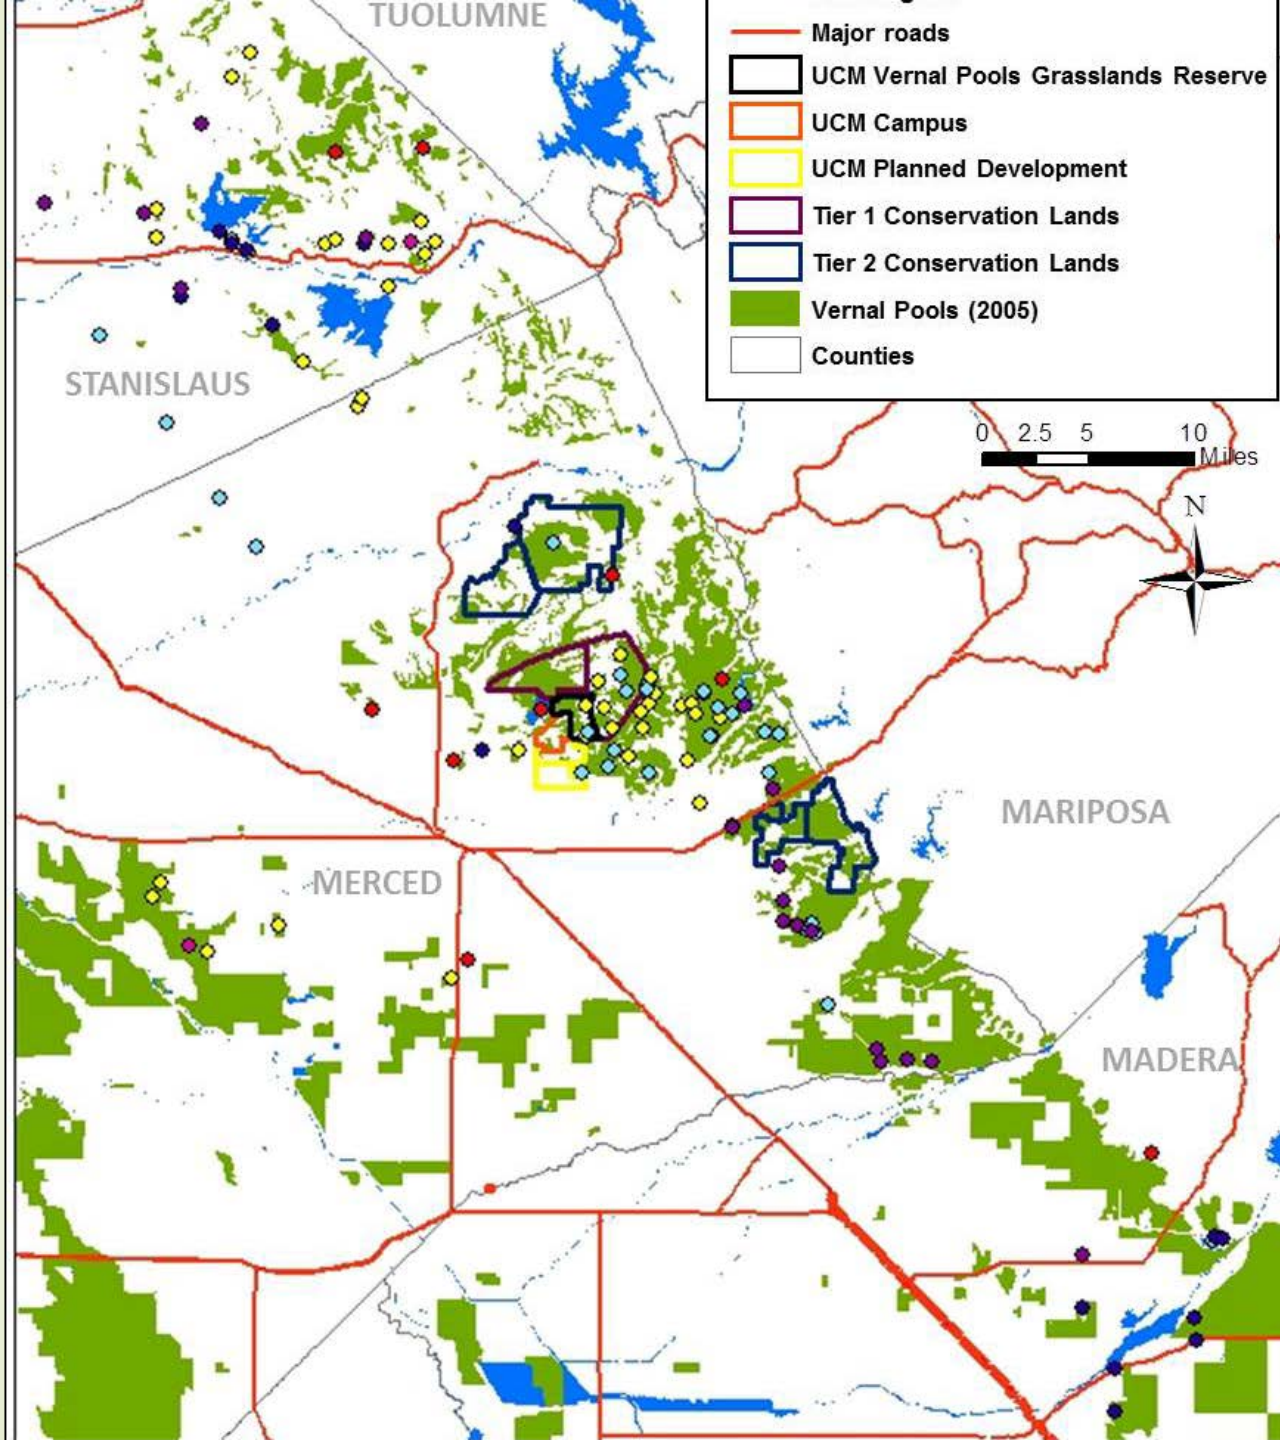 TUOLUMNE
Major roads
UCM Vernal Pools Grasslands Reserve
UCM Campus
UCM Planned Development
Tier 1 Conservation Lands
Tier 2 Conservation Lands
Vernal Pools (2005)
Counties
STANISLAUS
0 2.5 5 10
Miles
N
MARIPOSA
MERCED
MADERA